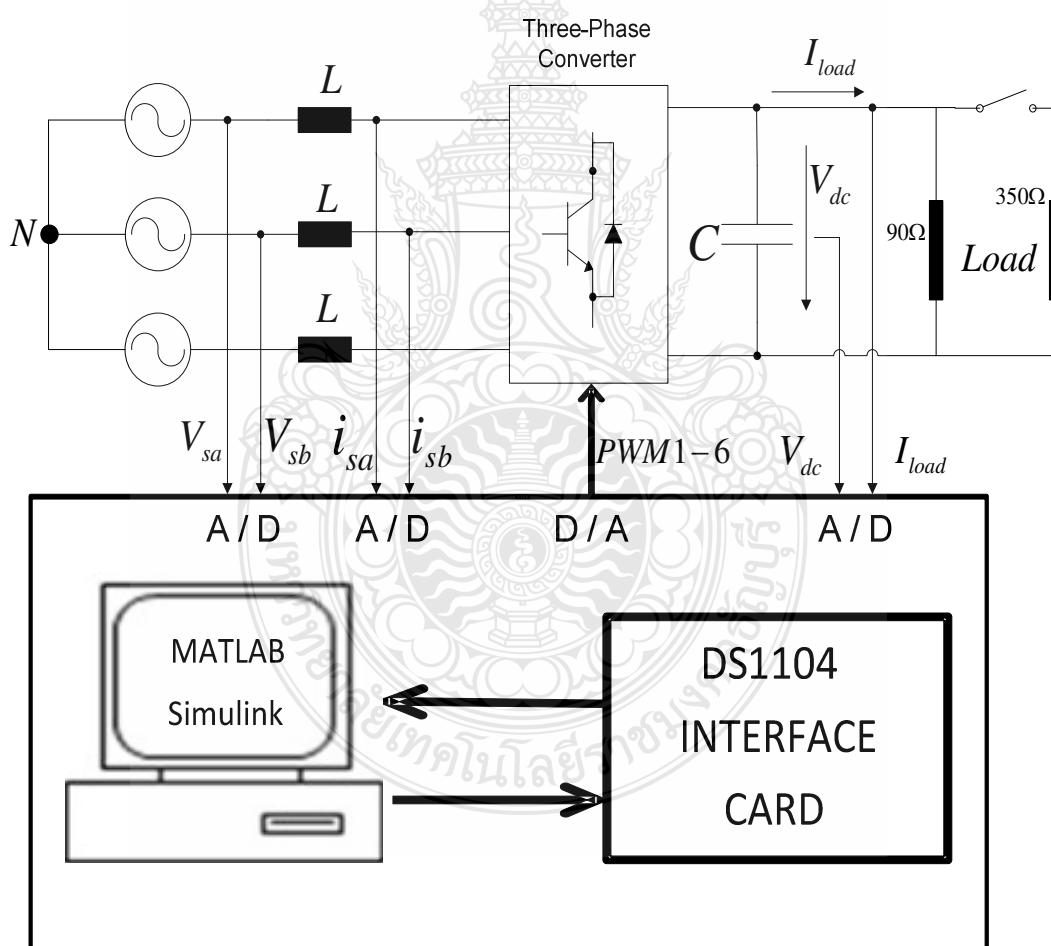 Three-Phase
Converter
I_load
L
L
L
N
C
V_dc
90Ω
Load
350Ω
V_sa
V_sb
i_sa
i_sb
PWM1-6
V_dc
I_load
A / D
A / D
D / A
A / D
MATLAB
Simulink
DS1104
INTERFACE
CARD